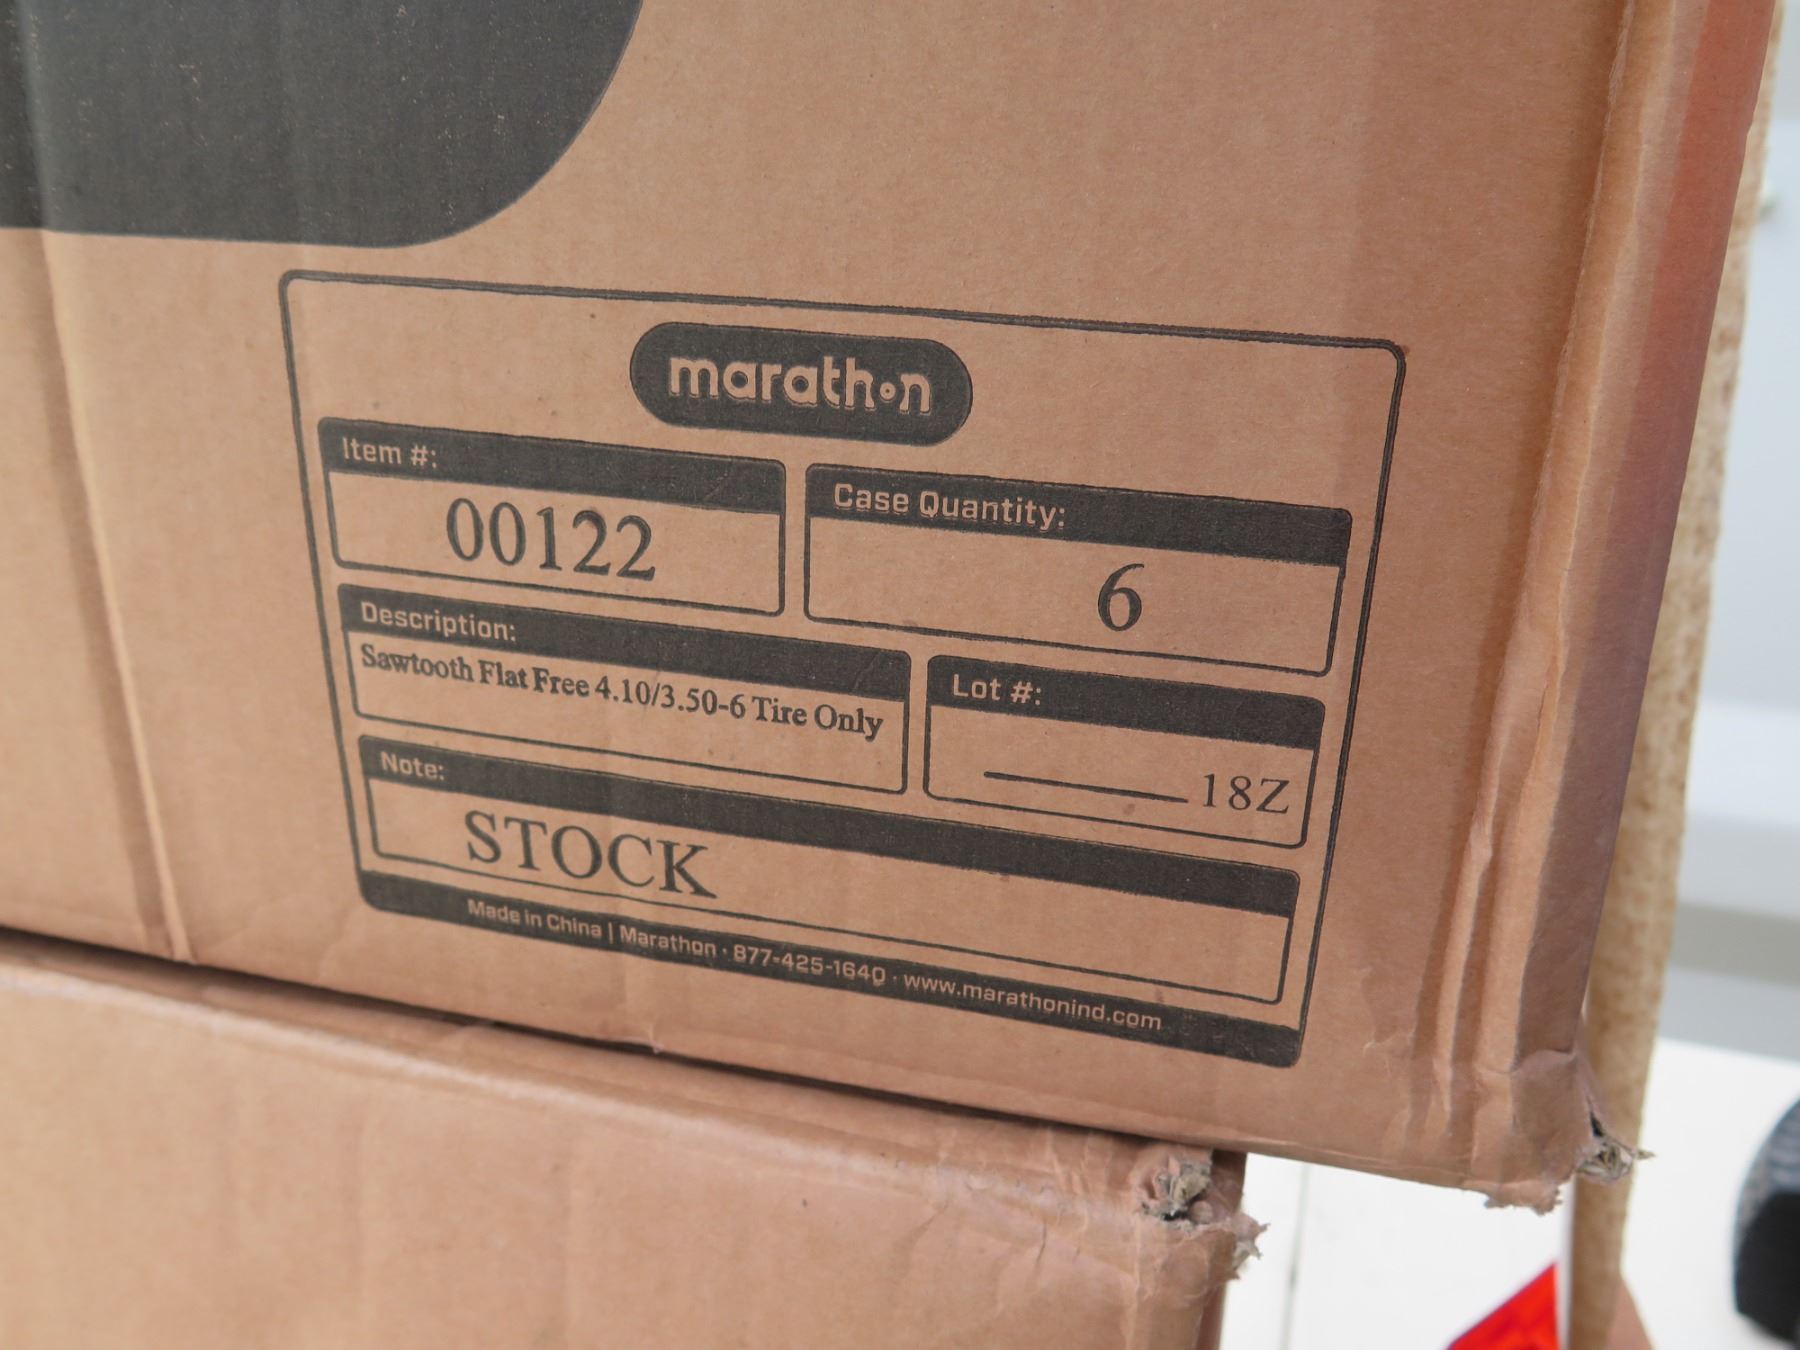 marathon
Item #:
00122
Case Quantity:
6
Description:
Sawtooth Flat Free 4.10/3.50-6 Tire Only
Lot #:
_______18Z
Note:
STOCK
Made in China | Marathon · 877-425-1640 · www.marathonind.com